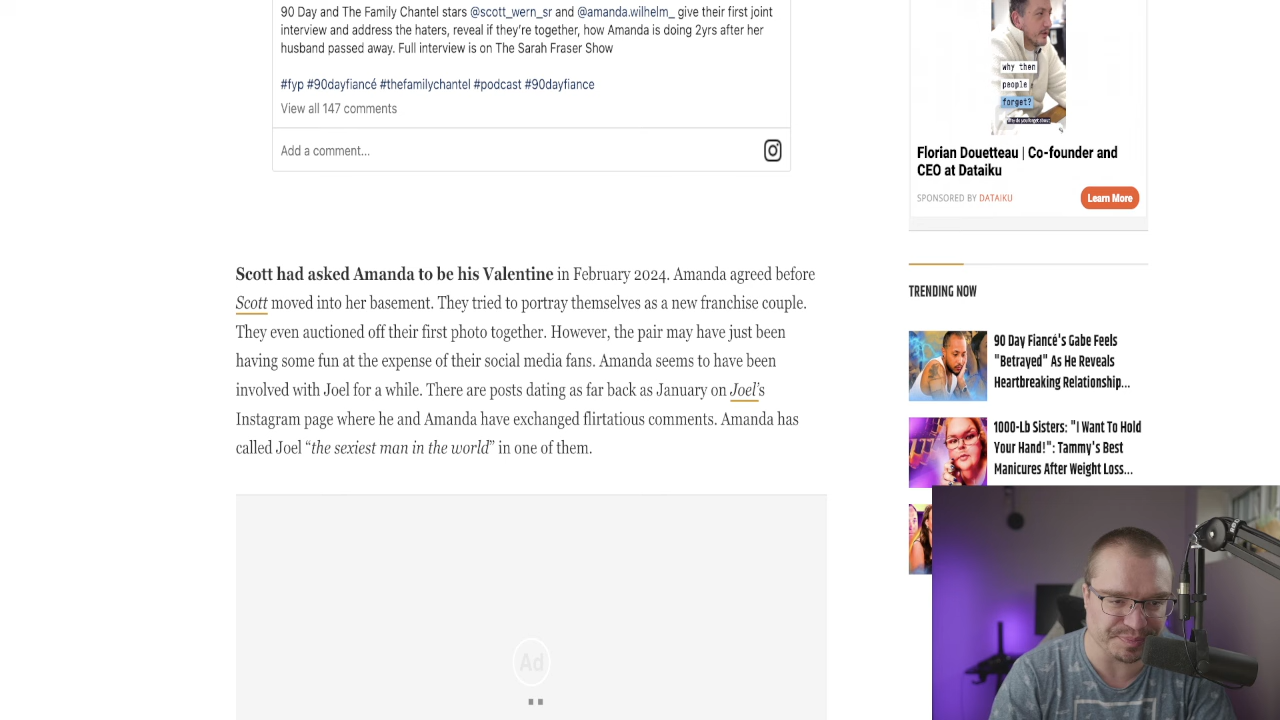 90 Day and The Family Chantel stars @scott_wern_sr and @amanda.wilhelm_ give their first joint
interview and address the haters, reveal if they're together, how Amanda is doing 2yrs after her
husband passed away. Full interview is on The Sarah Fraser Show
#fyp #90dayfiancé #thefamilychantel #podcast #90dayfiance
View all 147 comments
Add a comment...
Scott had asked Amanda to be his Valentine in February 2024. Amanda agreed before
Scott moved into her basement. They tried to portray themselves as a new franchise couple.
They even auctioned off their first photo together. However, the pair may have just been
having some fun at the expense of their social media fans. Amanda seems to have been
involved with Joel for a while. There are posts dating as far back as January on Joel's
Instagram page where he and Amanda have exchanged flirtatious comments. Amanda has
called Joel “the sexiest man in the world” in one of them.
Ad
why then
people
forget?
Florian Douetteau | Co-founder and
CEO at Dataiku
SPONSORED BY DATAIKU
Learn More
TRENDING NOW
90 Day Fiancé's Gabe Feels
"Betrayed" As He Reveals
Heartbreaking Relationship...
1000-Lb Sisters: "I Want To Hold
Your Hand!": Tammy's Best
Manicures After Weight Loss...